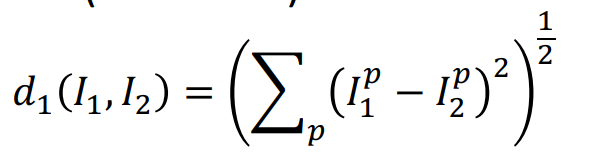 d₁(I₁, I₂) = (∑ₚ (I₁ᵖ − I₂ᵖ)²)^{1/2}